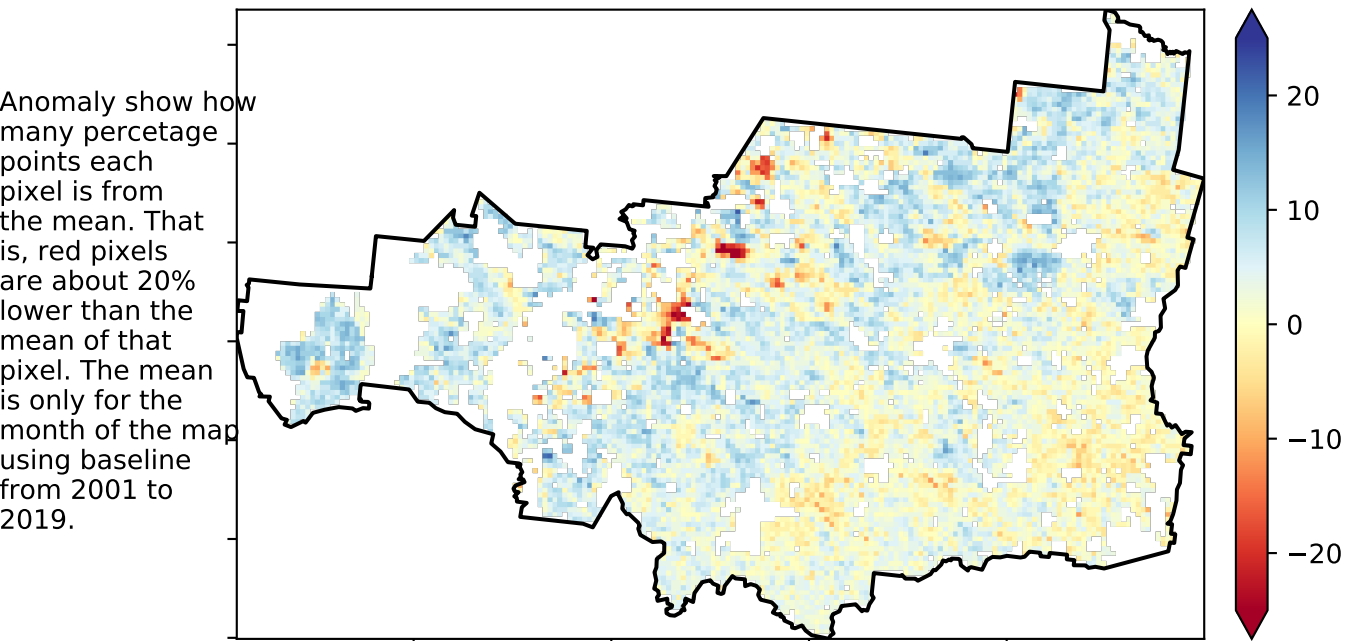 Anomaly show how
many percetage
points each
pixel is from
the mean. That
is, red pixels
are about 20%
lower than the
mean of that
pixel. The mean
is only for the
month of the map
using baseline
from 2001 to
2019.
20
10
0
−10
−20